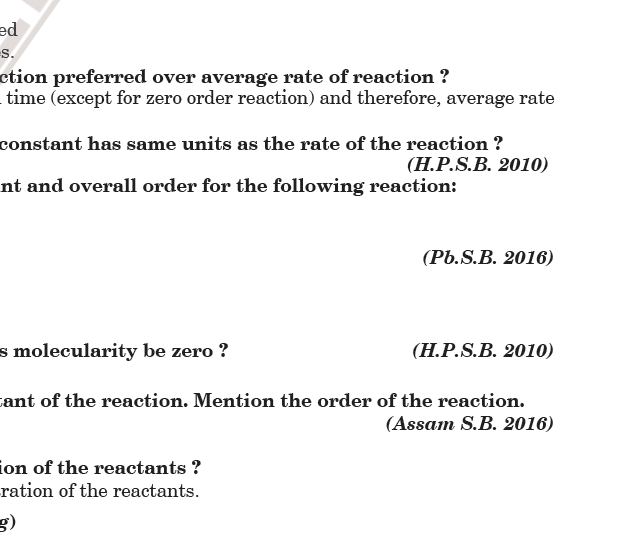 ed
es.
ction preferred over average rate of reaction ?
time (except for zero order reaction) and therefore, average rate
constant has same units as the rate of the reaction ?
(H.P.S.B. 2010)
nt and overall order for the following reaction:
(Pb.S.B. 2016)
s molecularity be zero ? (H.P.S.B. 2010)
tant of the reaction. Mention the order of the reaction.
(Assam S.B. 2016)
ion of the reactants ?
ration of the reactants.
g)